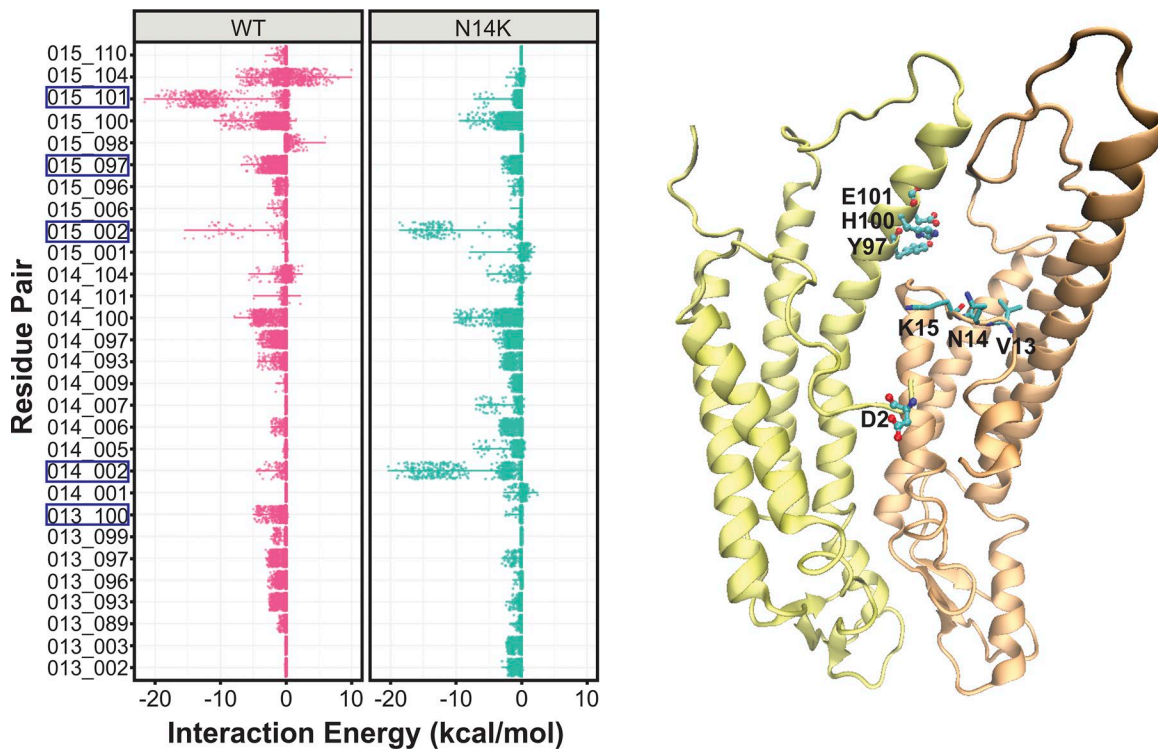 WT
N14K
Residue Pair
015_110
015_104
015_101
015_100
015_098
015_097
015_096
015_006
015_002
015_001
014_104
014_101
014_100
014_097
014_093
014_009
014_007
014_006
014_005
014_002
014_001
013_100
013_099
013_097
013_096
013_093
013_089
013_003
013_002
-20 -10 0 10
-20 -10 0 10
Interaction Energy (kcal/mol)
E101
H100
Y97
K15
N14
V13
D2